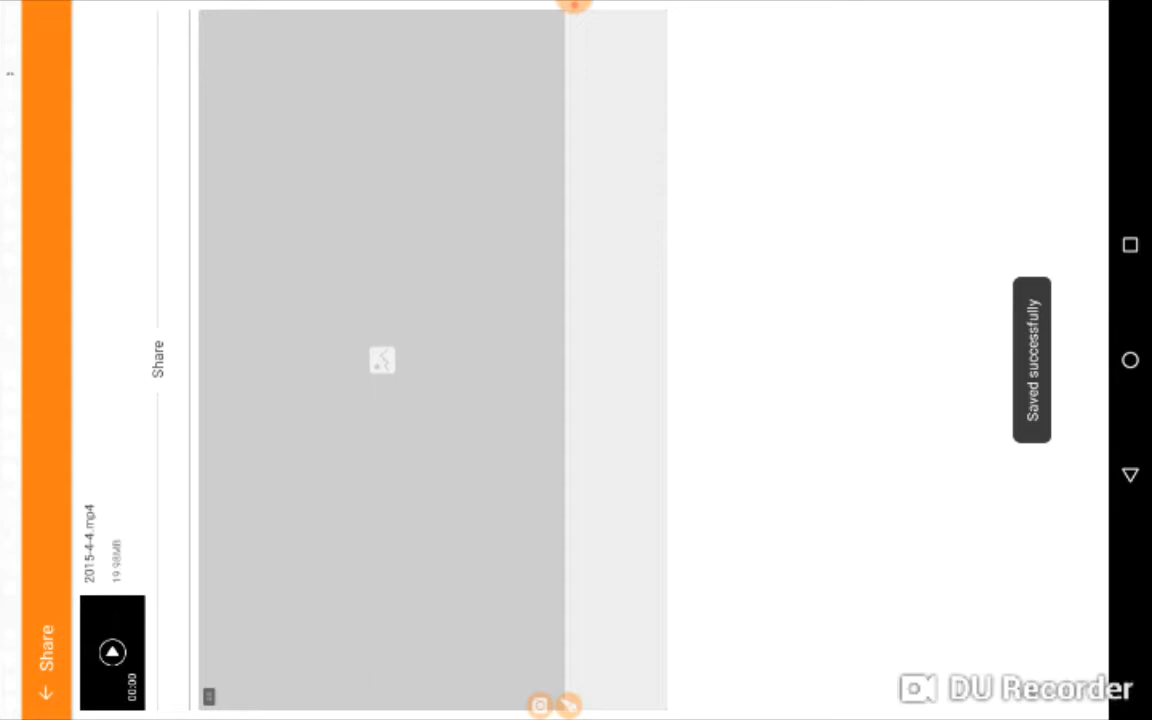 Share
2015-4-4.mp4
19.98MB
00:00
Share
Saved successfully
DU Recorder